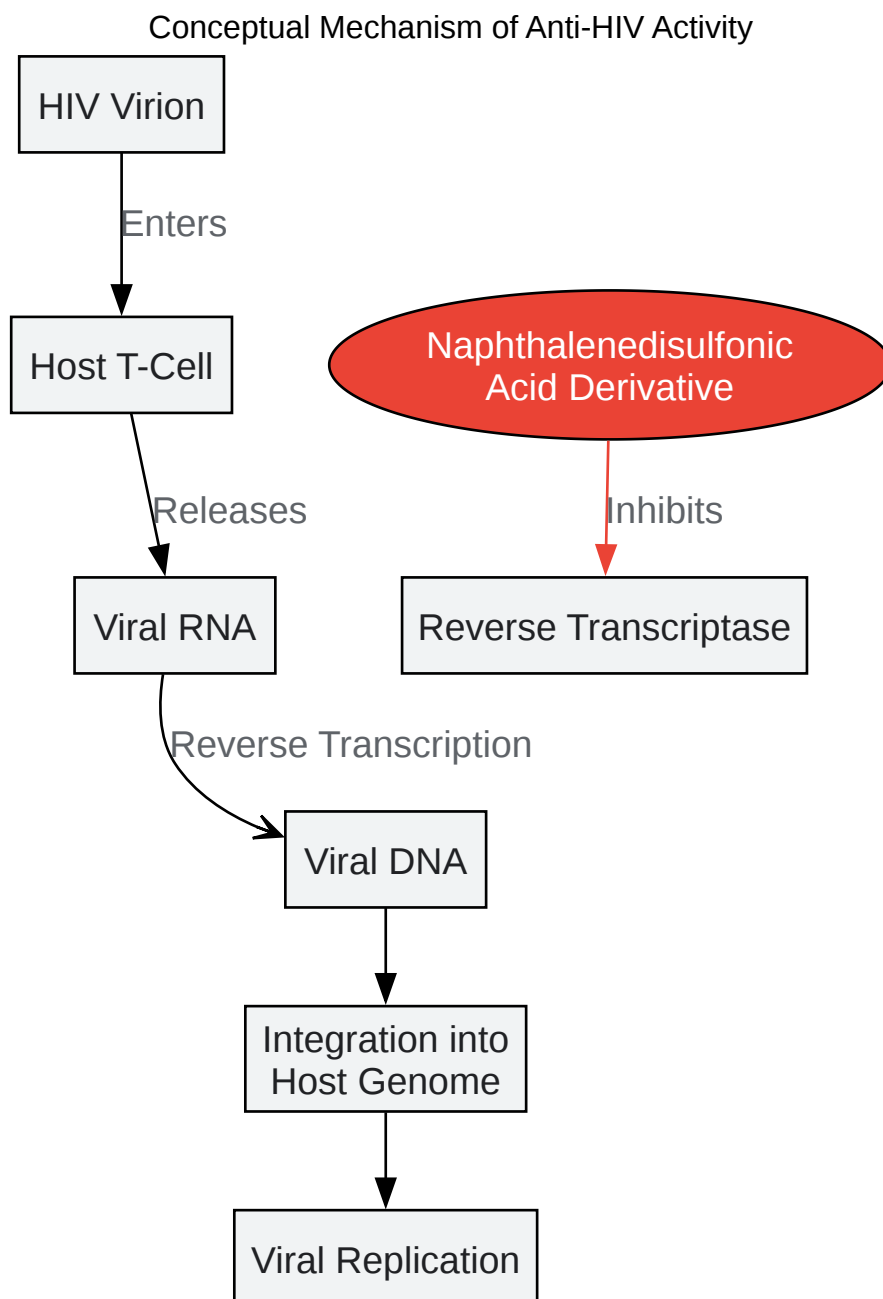 Conceptual Mechanism of Anti-HIV Activity
HIV Virion
Enters
Host T-Cell
Naphthalenedisulfonic
Acid Derivative
Releases
Inhibits
Viral RNA
Reverse Transcriptase
Reverse Transcription
Viral DNA
Integration into
Host Genome
Viral Replication